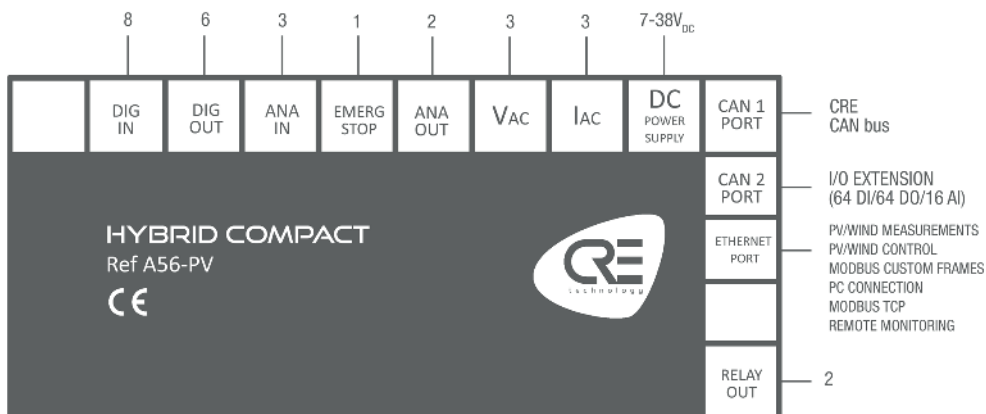 8
6
3
1
2
3
3
7-38VDC
DIG
IN
DIG
OUT
ANA
IN
EMERG
STOP
ANA
OUT
VAC
IAC
DC
POWER
SUPPLY
CAN 1
PORT
CRE
CAN bus
CAN 2
PORT
I/O EXTENSION
(64 DI/64 DO/16 AI)
HYBRID COMPACT
Ref A56-PV
CE
CRE
technology
ETHERNET
PORT
PV/WIND MEASUREMENTS
PV/WIND CONTROL
MODBUS CUSTOM FRAMES
PC CONNECTION
MODBUS TCP
REMOTE MONITORING
RELAY
OUT
2